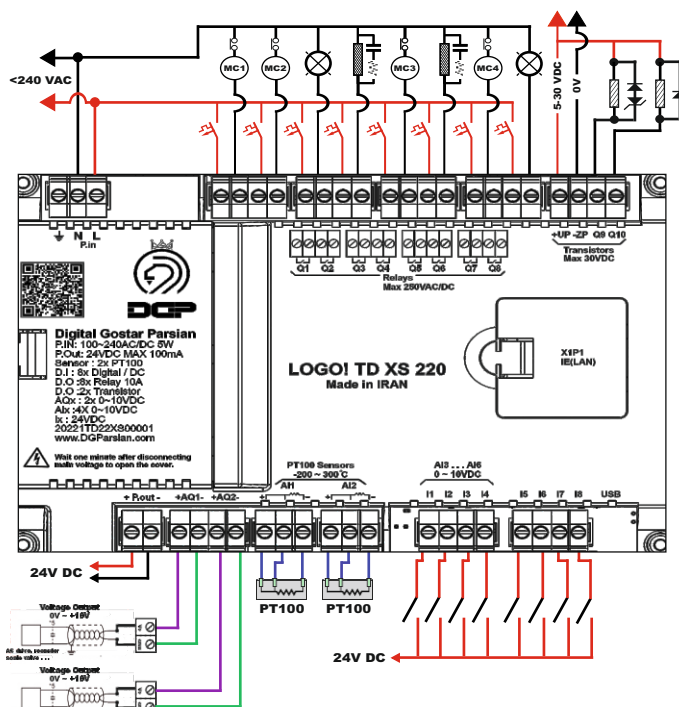 MC1 MC2 MC3 MC4
<240 VAC
5-30 VDC
0V
N L
P.in
+UP -ZP Q9 Q10
Transistors
Max 30VDC
Q1 Q2 Q3 Q4 Q5 Q6 Q7 Q8
Relays
Max 250VAC/DC
DGP
Digital Gostar Parsian
P.IN: 100~240AC/DC 5W
P.Out: 24VDC MAX 100mA
Sensor : 2x PT100
D.I : 8x Digital / DC
D.O :8x Relay 10A
D.O :2x Transistor
AQx : 2x 0~10VDC
AIx :4X 0~10VDC
Ix : 24VDC
20221TD22XS00001
www.DGParsian.com
Wait one minute after disconnecting
main voltage to open the cover.
LOGO! TD XS 220
Made in IRAN
X1P1
IE(LAN)
PT100 Sensors
-200 ~ 300°C
AI1 AI2
+ - + -
AI3 . . . AI6
0 ~ 10VDC
+ P.out - +AQ1- +AQ2-
I1 I2 I3 I4 I5 I6 I7 I8 USB
24V DC
PT100 PT100
24V DC
Voltage Output
0V ~ +10V
Voltage Output
0V ~ +10V